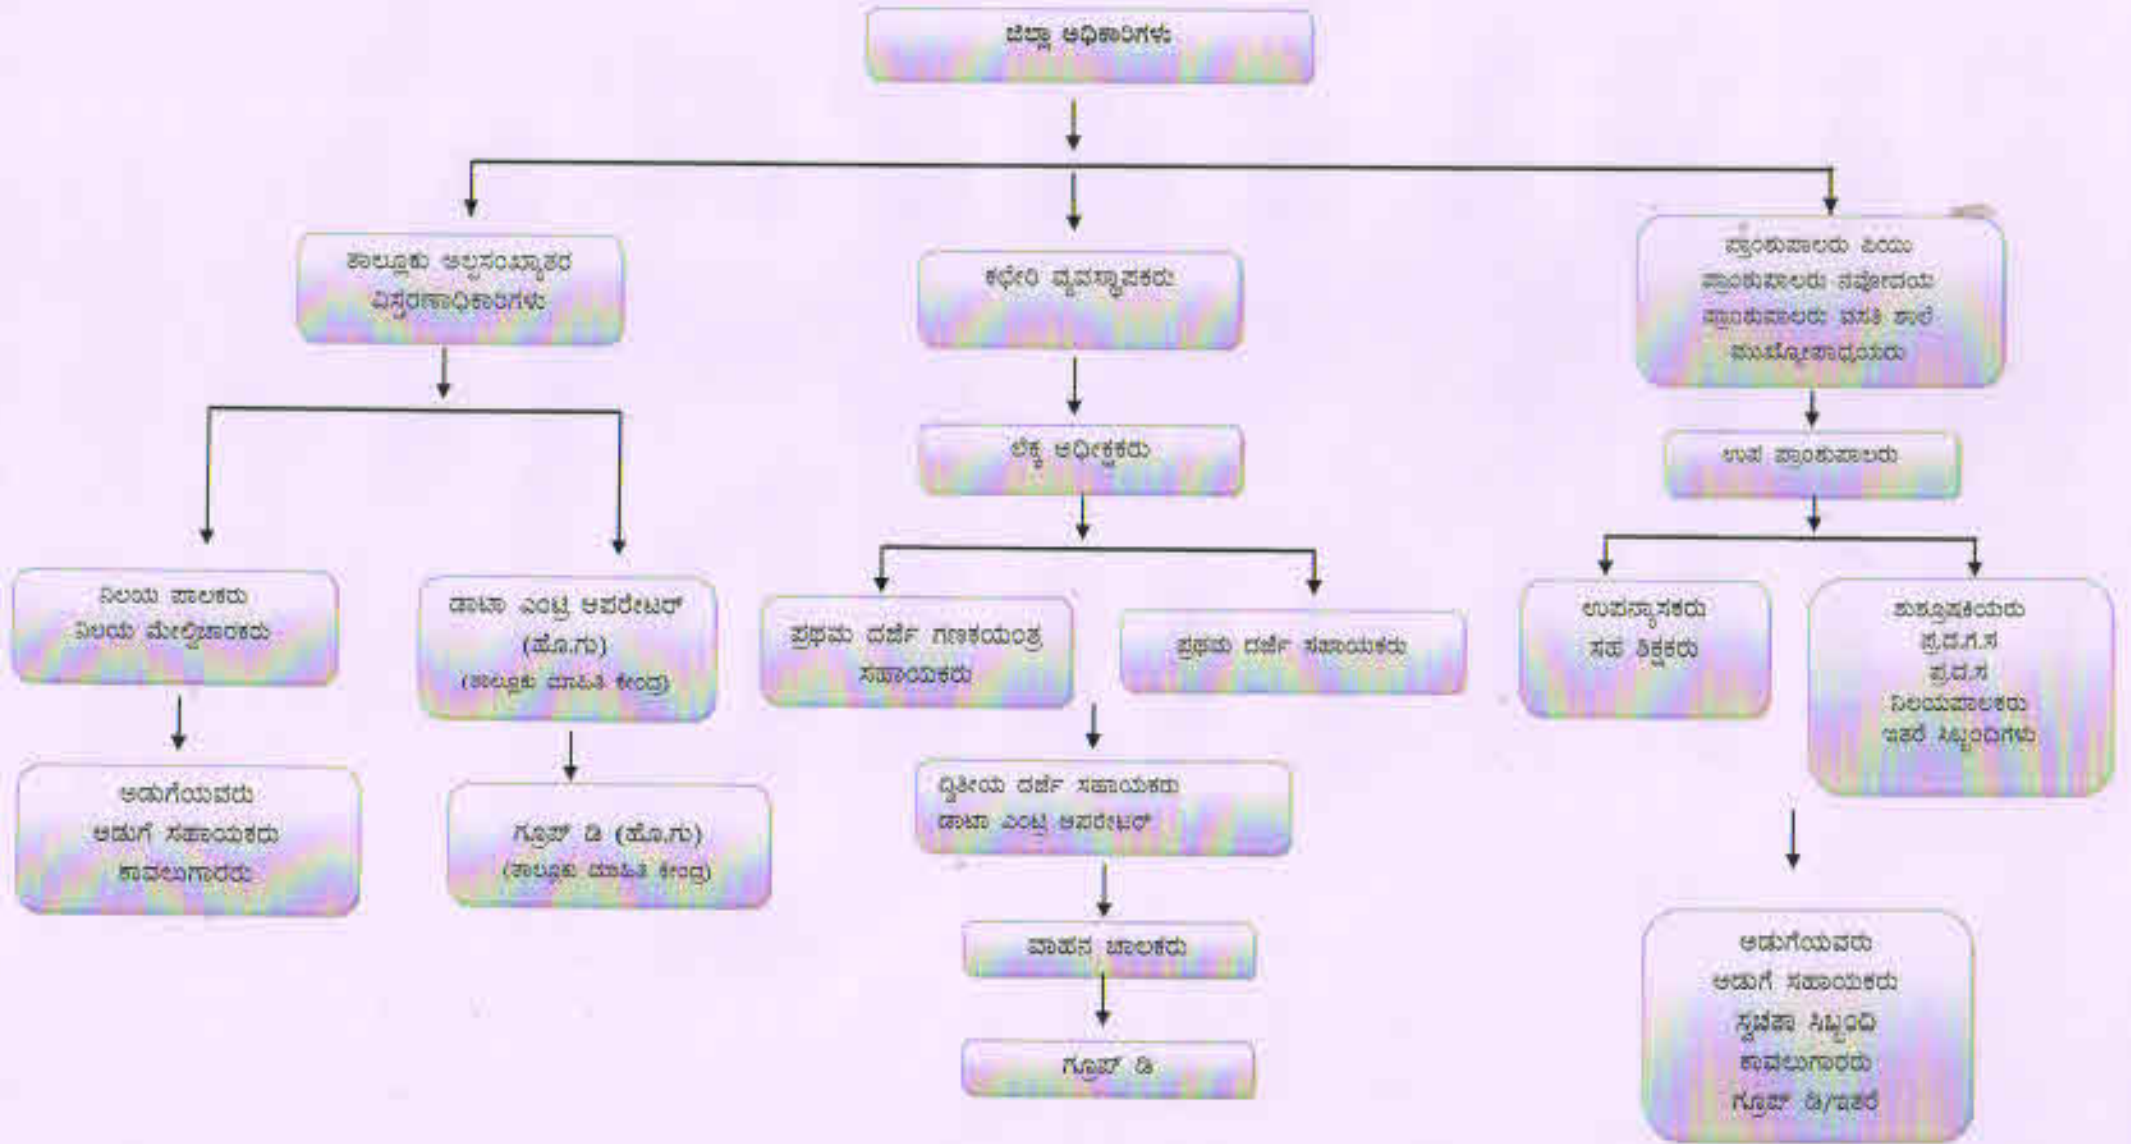 ಜಿಲ್ಲಾ ಅಧಿಕಾರಿಗಳು
ತಾಲ್ಲೂಕು ಅಲ್ಪಸಂಖ್ಯಾತರ
ವಿಸ್ತರಣಾಧಿಕಾರಿಗಳು
ಕಛೇರಿ ವ್ಯವಸ್ಥಾಪಕರು
ಪ್ರಾಂಶುಪಾಲರು ಪಿಯು
ಪ್ರಾಂಶುಪಾಲರು ನವೋದಯ
ಪ್ರಾಂಶುಪಾಲರು ವಸತಿ ಶಾಲೆ
ಮುಖ್ಯೋಪಾಧ್ಯಯರು
ಲೆಕ್ಕ ಅಧೀಕ್ಷಕರು
ಉಪ ಪ್ರಾಂಶುಪಾಲರು
ನಿಲಯ ಪಾಲಕರು
ನಿಲಯ ಮೇಲ್ವಿಚಾರಕರು
ಡಾಟಾ ಎಂಟ್ರಿ ಆಪರೇಟರ್
(ಹೊ.ಗು)
(ತಾಲ್ಲೂಕು ಮಾಹಿತಿ ಕೇಂದ್ರ)
ಪ್ರಥಮ ದರ್ಜೆ ಗಣಕಯಂತ್ರ
ಸಹಾಯಕರು
ಪ್ರಥಮ ದರ್ಜೆ ಸಹಾಯಕರು
ಉಪನ್ಯಾಸಕರು
ಸಹ ಶಿಕ್ಷಕರು
ಶುಶ್ರೂಷಕಿಯರು
ಪ್ರ.ದ.ಗ.ಸ
ಪ್ರ.ದ.ಸ
ನಿಲಯಪಾಲಕರು
ಇತರೆ ಸಿಬ್ಬಂದಿಗಳು
ಅಡುಗೆಯವರು
ಅಡುಗೆ ಸಹಾಯಕರು
ಕಾವಲುಗಾರರು
ಗ್ರೂಪ್ ಡಿ (ಹೊ.ಗು)
(ತಾಲ್ಲೂಕು ಮಾಹಿತಿ ಕೇಂದ್ರ)
ದ್ವಿತೀಯ ದರ್ಜೆ ಸಹಾಯಕರು
ಡಾಟಾ ಎಂಟ್ರಿ ಆಪರೇಟರ್
ವಾಹನ ಚಾಲಕರು
ಗ್ರೂಪ್ ಡಿ
ಅಡುಗೆಯವರು
ಅಡುಗೆ ಸಹಾಯಕರು
ಸ್ವಚತಾ ಸಿಬ್ಬಂದಿ
ಕಾವಲುಗಾರರು
ಗ್ರೂಪ್ ಡಿ/ಇತರೆ